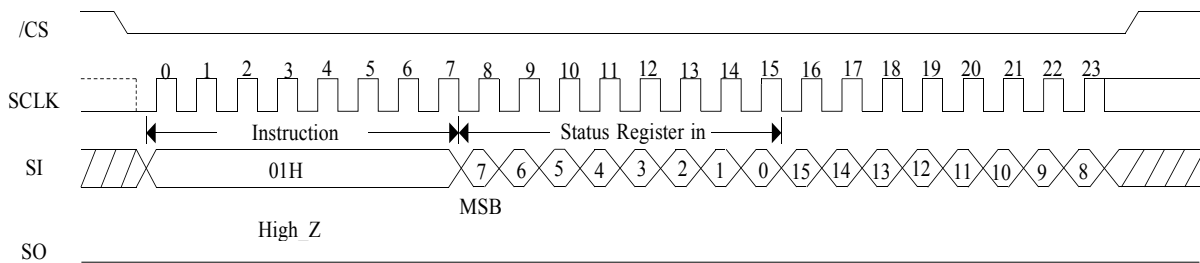 /CS
0 1 2 3 4 5 6 7 8 9 10 11 12 13 14 15 16 17 18 19 20 21 22 23
SCLK
Instruction Status Register in
SI 01H 7 6 5 4 3 2 1 0 15 14 13 12 11 10 9 8
MSB
High_Z
SO